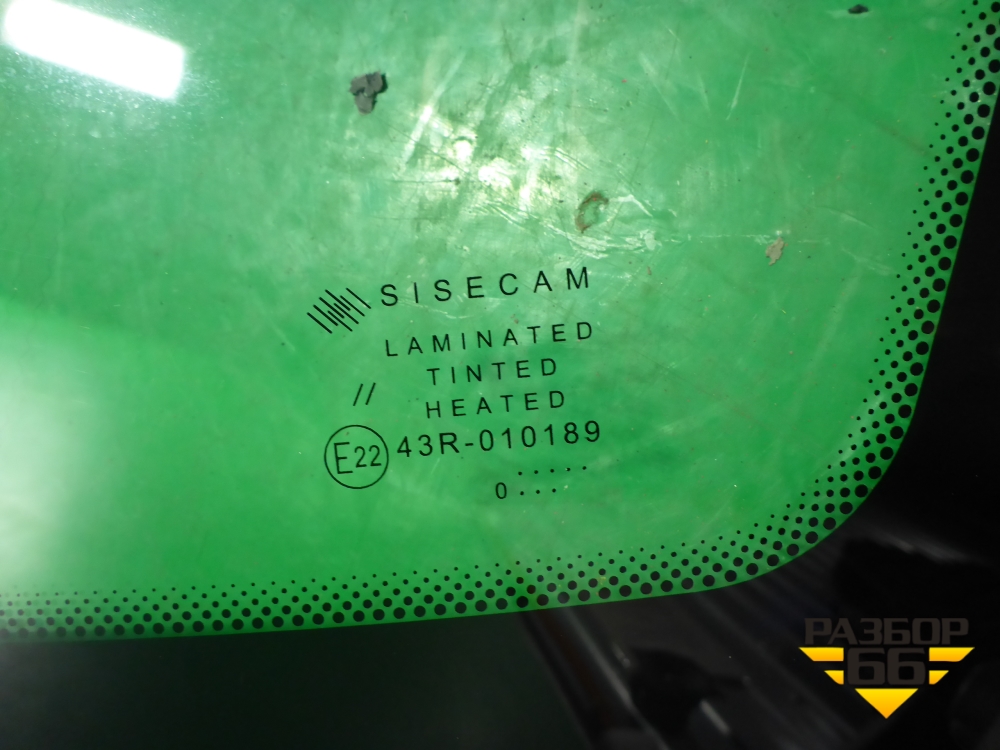 SISECAM
LAMINATED
TINTED
// HEATED
E22 43R-010189
.....
0...
РАЗБОР
66